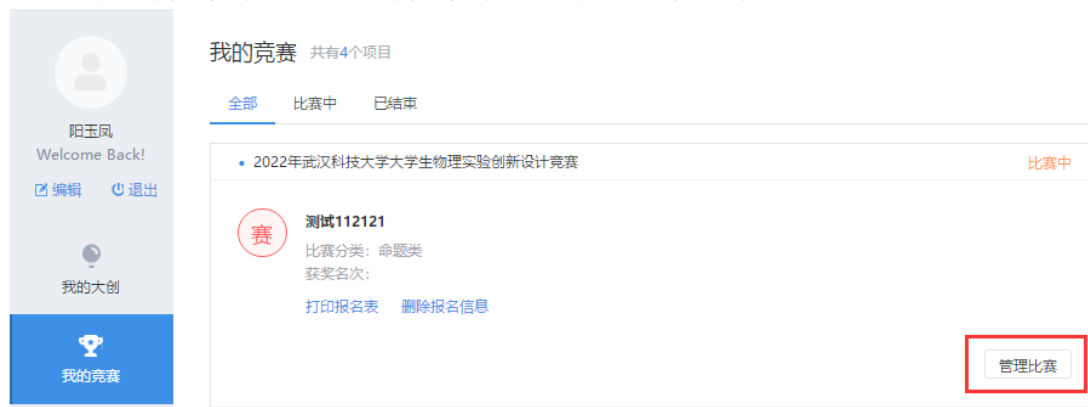 我的竞赛 共有4个项目
全部 比赛中 已结束
阳玉凤
Welcome Back!
编辑 退出
我的大创
我的竞赛
2022年武汉科技大学大学生物理实验创新设计竞赛 比赛中
赛
测试112121
比赛分类：命题类
获奖名次：
打印报名表 删除报名信息
管理比赛